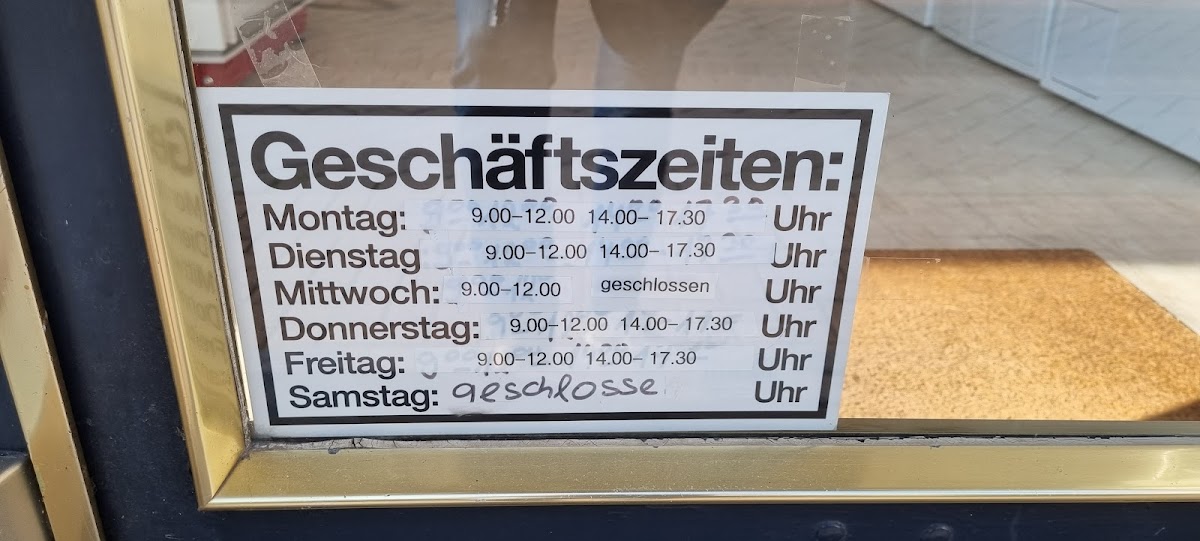 Geschäftszeiten:
Montag: 9.00–12.00 14.00– 17.30 Uhr
Dienstag 9.00–12.00 14.00– 17.30 Uhr
Mittwoch: 9.00–12.00 geschlossen Uhr
Donnerstag: 9.00–12.00 14.00– 17.30 Uhr
Freitag: 9.00–12.00 14.00– 17.30 Uhr
Samstag: geschlosse Uhr